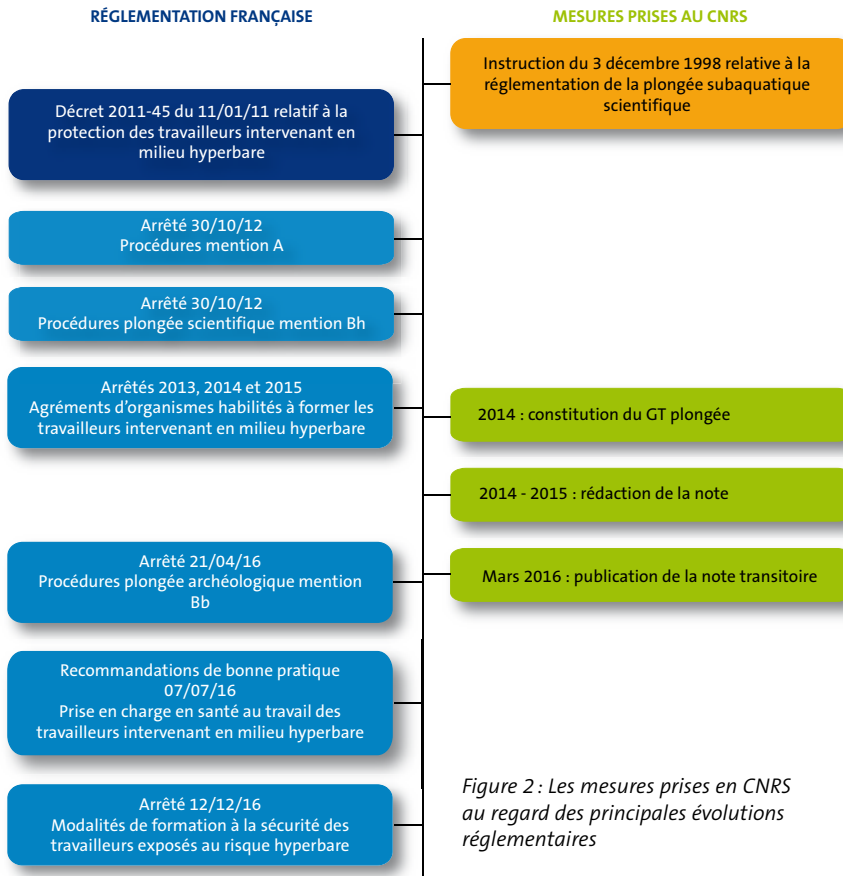 RÉGLEMENTATION FRANÇAISE
Décret 2011-45 du 11/01/11 relatif à la
protection des travailleurs intervenant en
milieu hyperbare
Arrêté 30/10/12
Procédures mention A
Arrêté 30/10/12
Procédures plongée scientifique mention Bh
Arrêtés 2013, 2014 et 2015
Agréments d'organismes habilités à former les
travailleurs intervenant en milieu hyperbare
Arrêté 21/04/16
Procédures plongée archéologique mention
Bb
Recommandations de bonne pratique
07/07/16
Prise en charge en santé au travail des
travailleurs intervenant en milieu hyperbare
Arrêté 12/12/16
Modalités de formation à la sécurité des
travailleurs exposés au risque hyperbare
MESURES PRISES AU CNRS
Instruction du 3 décembre 1998 relative à la
réglementation de la plongée subaquatique
scientifique
2014 : constitution du GT plongée
2014 - 2015 : rédaction de la note
Mars 2016 : publication de la note transitoire
Figure 2 : Les mesures prises en CNRS
au regard des principales évolutions
réglementaires